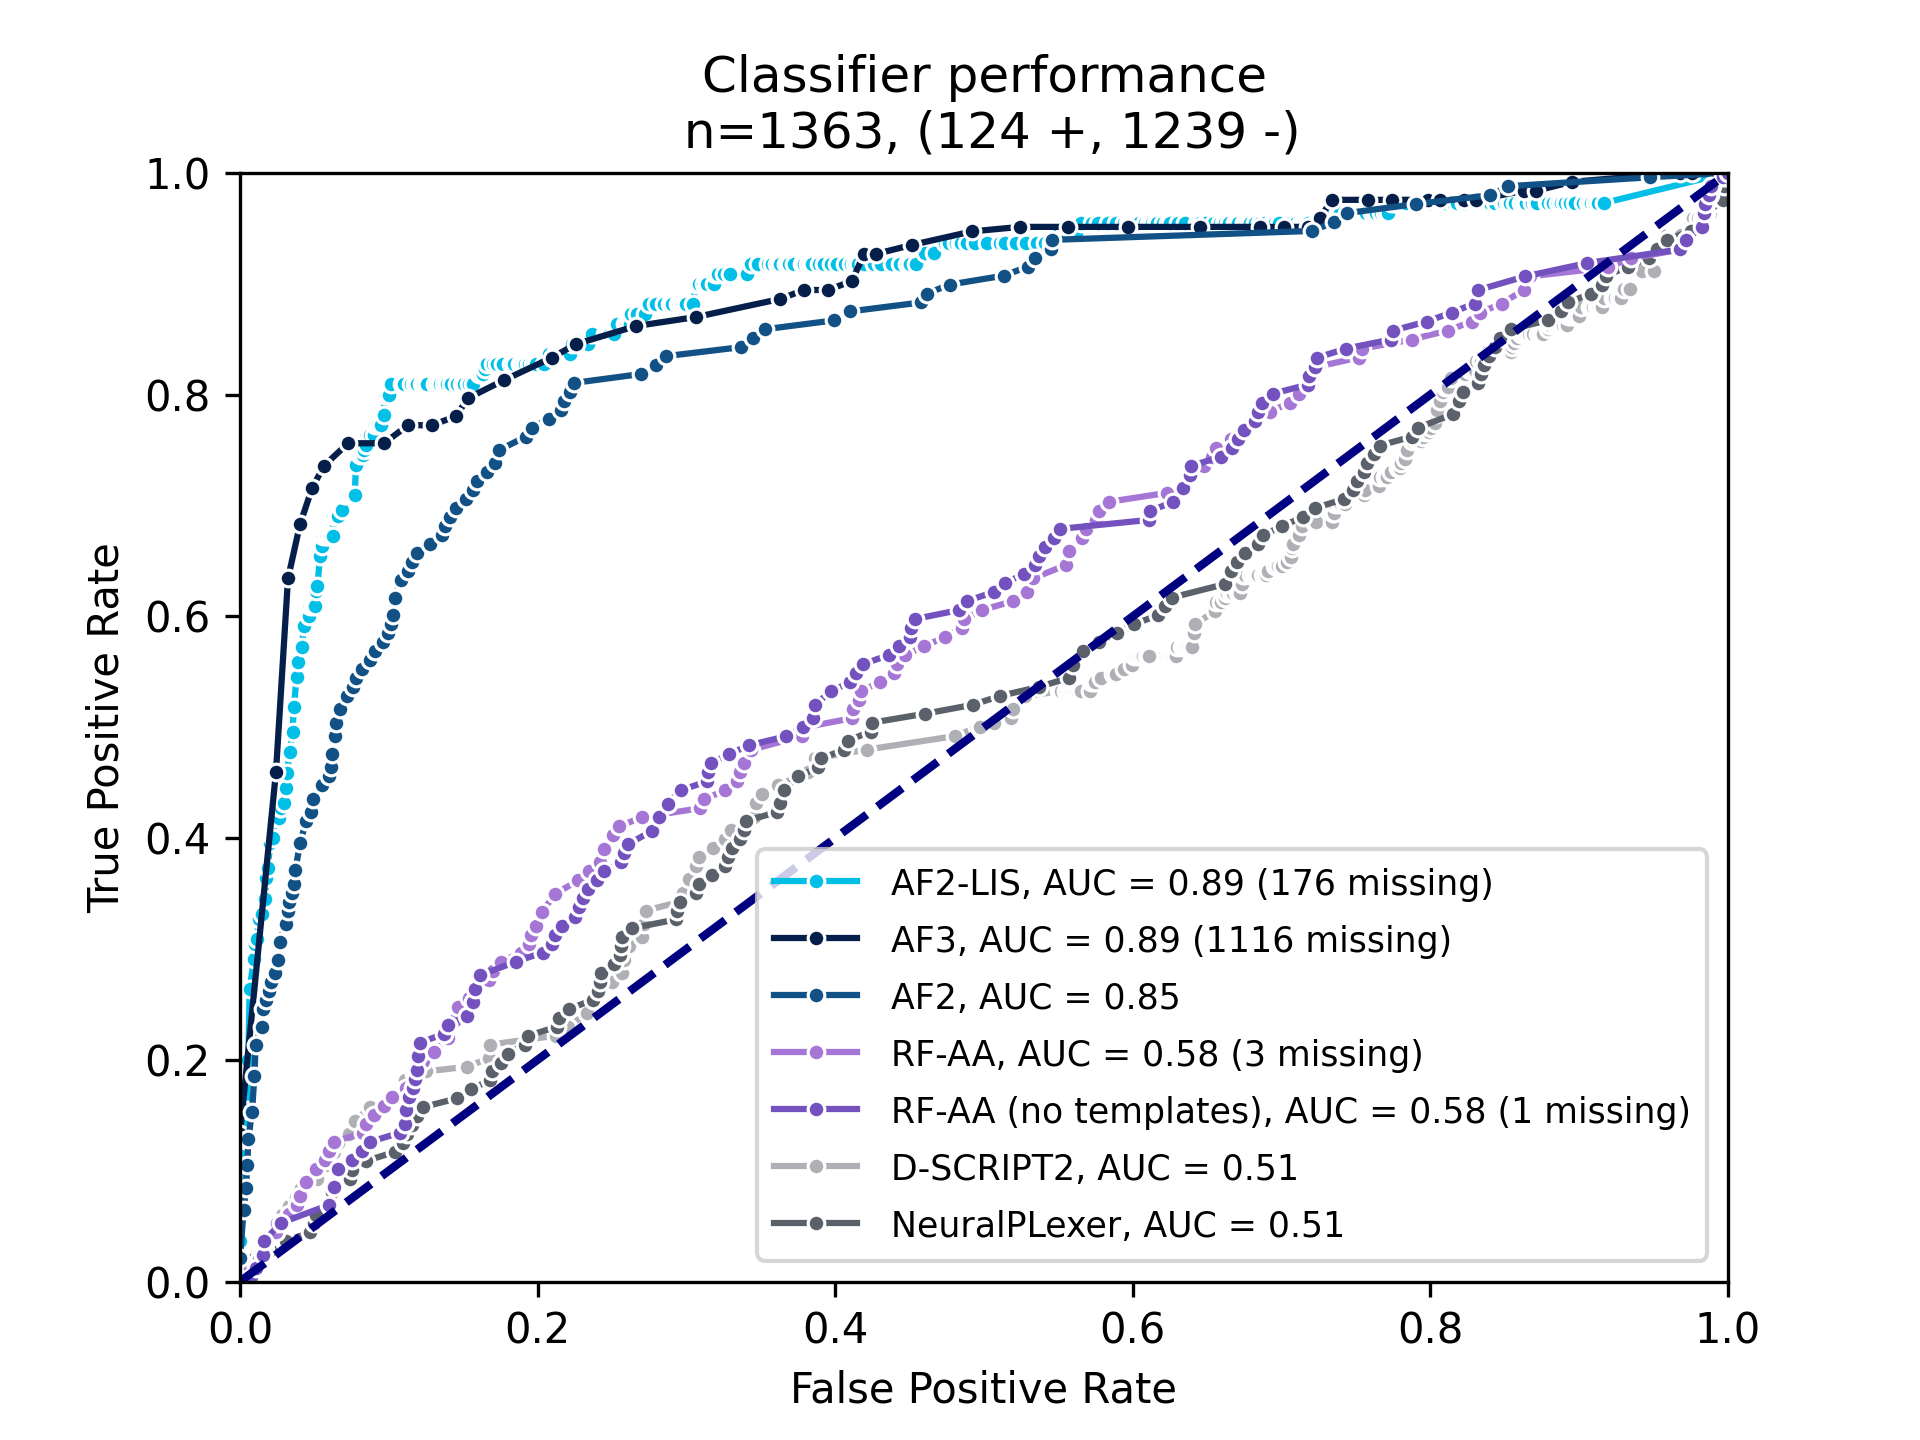 Classifier performance
n=1363, (124 +, 1239 -)
1.0
0.8
0.6
0.4
0.2
0.0
True Positive Rate
AF2-LIS, AUC = 0.89 (176 missing)
AF3, AUC = 0.89 (1116 missing)
AF2, AUC = 0.85
RF-AA, AUC = 0.58 (3 missing)
RF-AA (no templates), AUC = 0.58 (1 missing)
D-SCRIPT2, AUC = 0.51
NeuralPLexer, AUC = 0.51
0.0 0.2 0.4 0.6 0.8 1.0
False Positive Rate